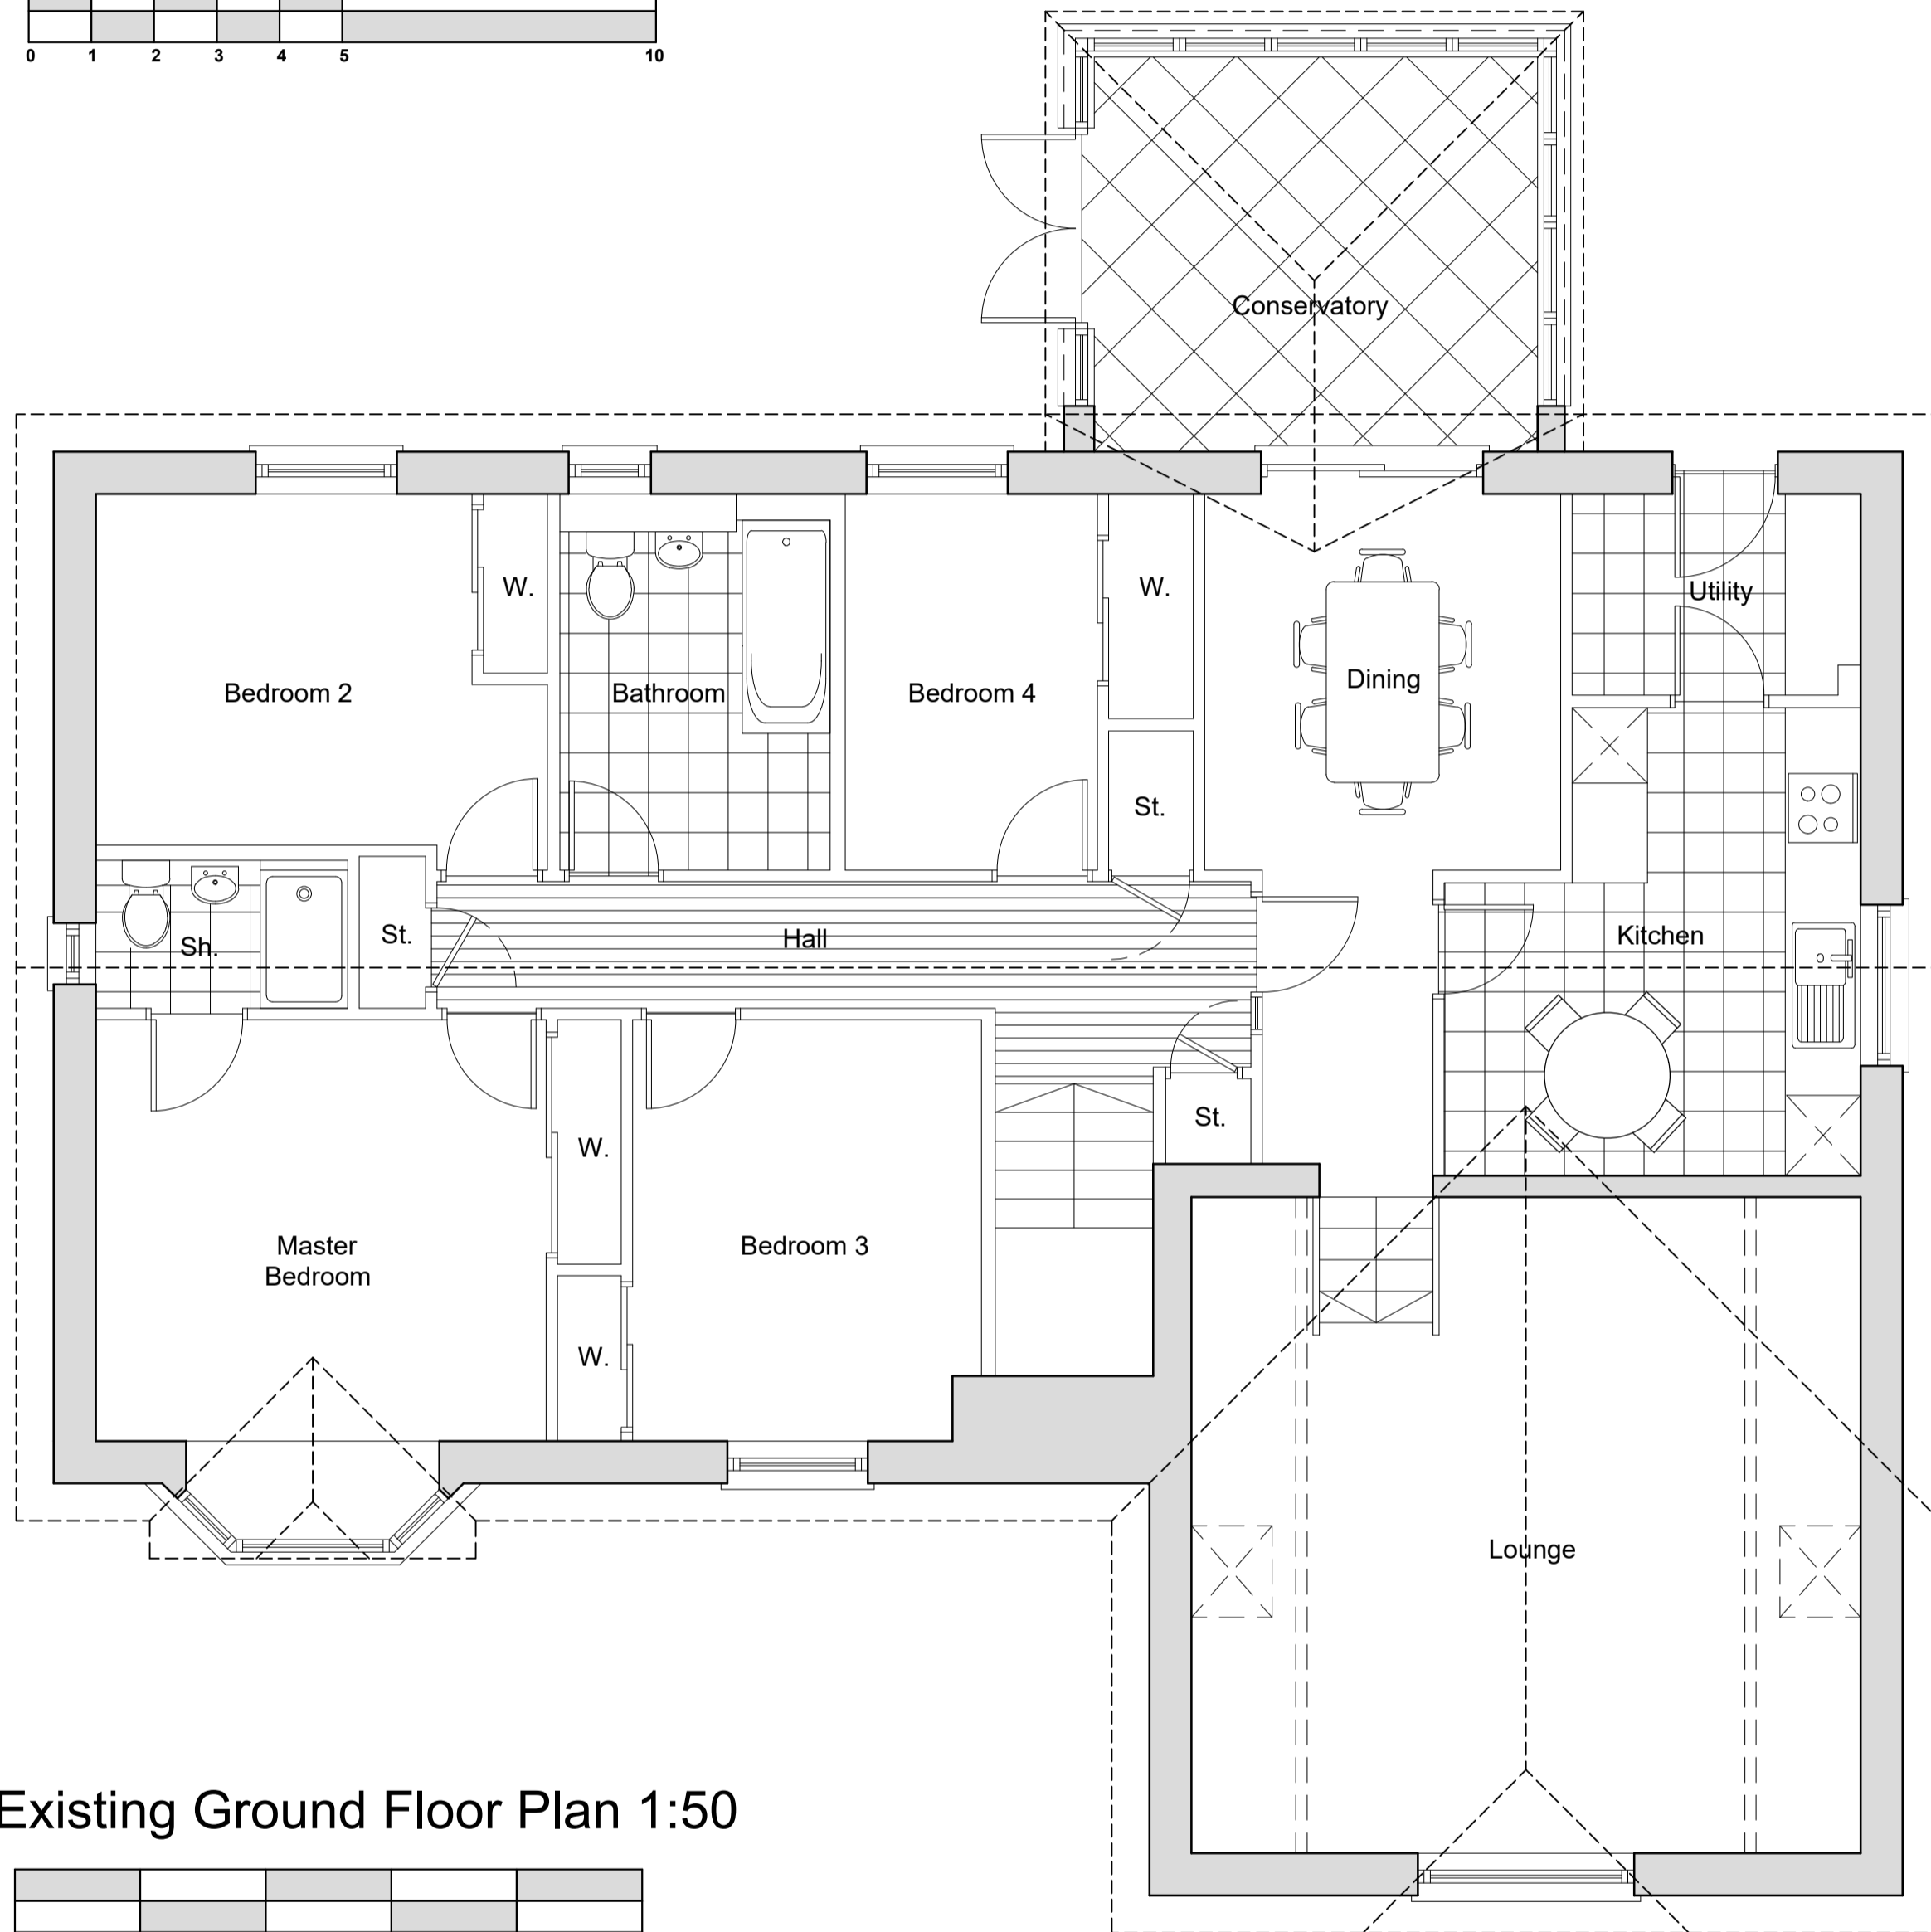 0 1 2 3 4 5 10
Conservatory
W.
W.
Utility
Bedroom 2
Bathroom
Bedroom 4
Dining
St.
Sh.
St.
Hall
Kitchen
St.
W.
Master
Bedroom
Bedroom 3
W.
Lounge
Existing Ground Floor Plan 1:50